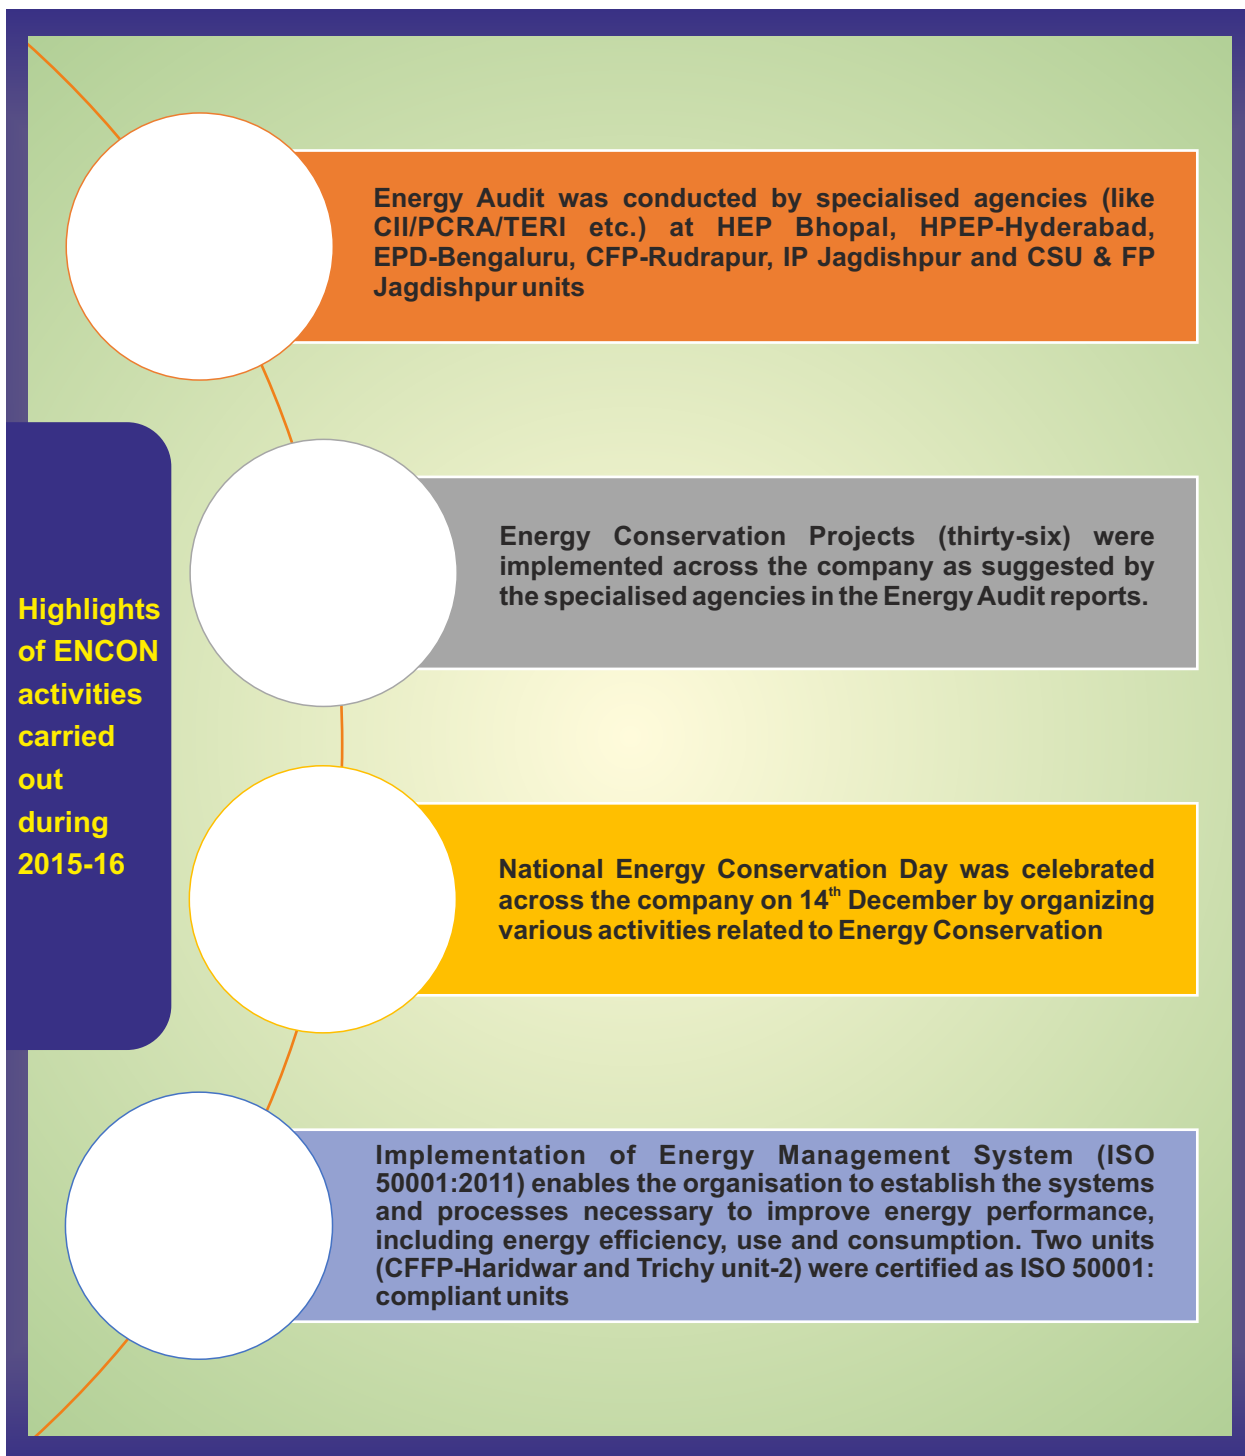 Energy Audit was conducted by specialised agencies (like
CII/PCRA/TERI etc.) at HEP Bhopal, HPEP-Hyderabad,
EPD-Bengaluru, CFP-Rudrapur, IP Jagdishpur and CSU & FP
Jagdishpur units
Energy Conservation Projects (thirty-six) were
implemented across the company as suggested by
the specialised agencies in the Energy Audit reports.
Highlights
of ENCON
activities
carried
out
during
2015-16
National Energy Conservation Day was celebrated
across the company on 14th December by organizing
various activities related to Energy Conservation
Implementation of Energy Management System (ISO
50001:2011) enables the organisation to establish the systems
and processes necessary to improve energy performance,
including energy efficiency, use and consumption. Two units
(CFFP-Haridwar and Trichy unit-2) were certified as ISO 50001:
compliant units